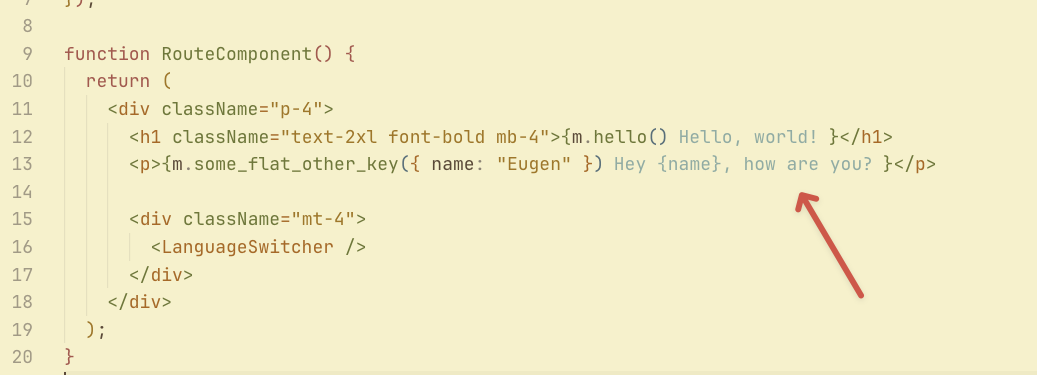 7 });
8
9 function RouteComponent() {
10   return (
11     <div className="p-4">
12       <h1 className="text-2xl font-bold mb-4">{m.hello() Hello, world! }</h1>
13       <p>{m.some_flat_other_key({ name: "Eugen" }) Hey {name}, how are you? }</p>
14
15       <div className="mt-4">
16         <LanguageSwitcher />
17       </div>
18     </div>
19   );
20 }